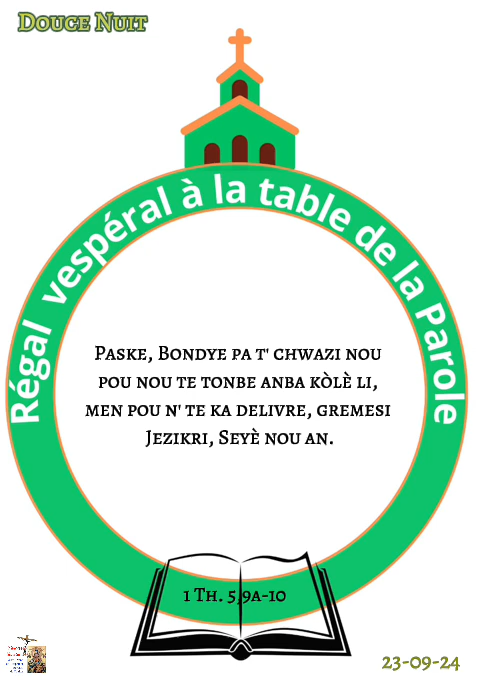 Douce Nuit
Régal vespéral à la table de la Parole
Paske, Bondye pa t' chwazi nou
pou nou te tonbe anba kòlè li,
men pou n' te ka delivre, gremesi
Jezikri, Seyè nou an.
1 Th. 5,9a-10
23-09-24